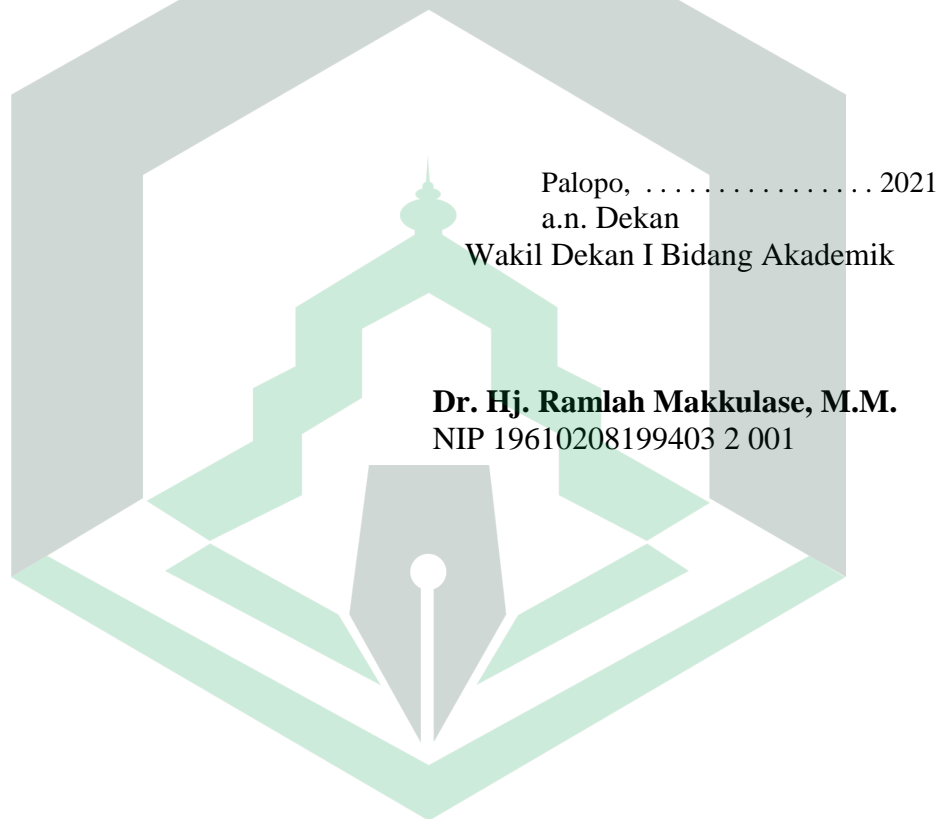 Palopo, . . . . . . . . . . . . . . . . 2021
a.n. Dekan
Wakil Dekan I Bidang Akademik
Dr. Hj. Ramlah Makkulase, M.M.
NIP 19610208199403 2 001